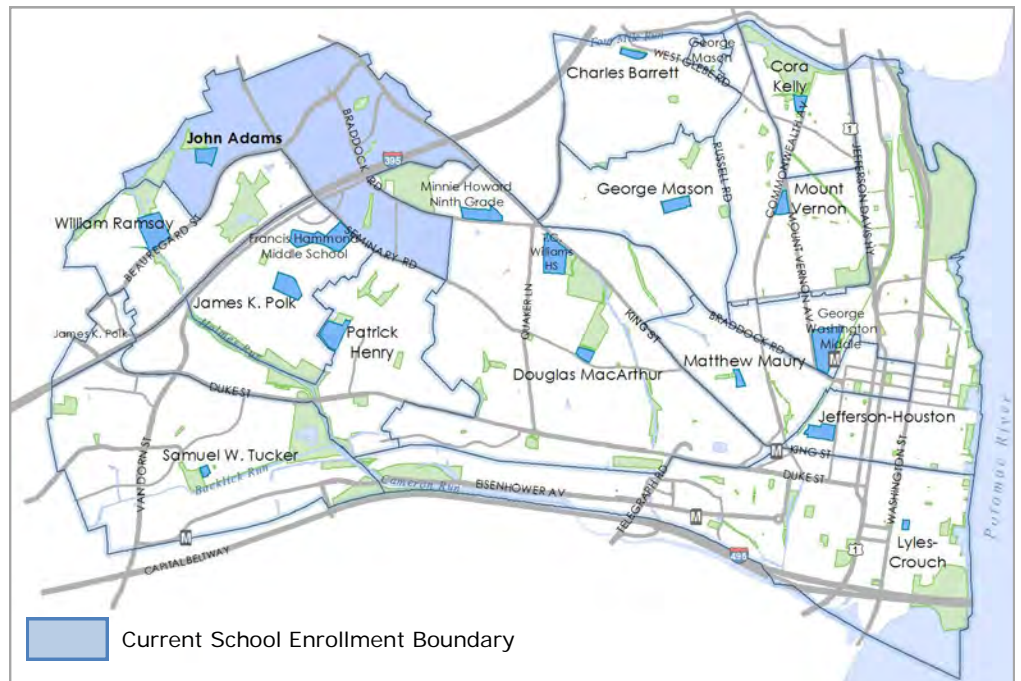 Four Mile Run
George
Mason
WEST GLEBE RD
Charles Barrett
Cora
Kelly
1
JEFFERSON DAVIS HY
COMMONWEALTH AV
John Adams
BRADDOCK RD
395
RUSSELL RD
Minnie Howard
Ninth Grade
George Mason
Mount
Vernon
MOUNT VERNON AV
William Ramsay
BEAUREGARD ST
Francis Hammond
Middle School
SEMINARY RD
T.C.
Williams
HS
QUAKER LN
KING ST
James K. Polk
James K. Polk
Holmes Run
Patrick
Henry
BRADDOCK RD
George
Washington
Middle
M
Matthew Maury
Douglas MacArthur
DUKE ST
Jefferson-Houston
M
KING ST
WASHINGTON ST
Potomac River
Samuel W. Tucker
VAN DORN ST
Backlick Run
Cameron Run
EISENHOWER AV
TELEGRAPH RD
DUKE ST
M
M
CAPITAL BELTWAY
495
1
Lyles-
Crouch
Current School Enrollment Boundary